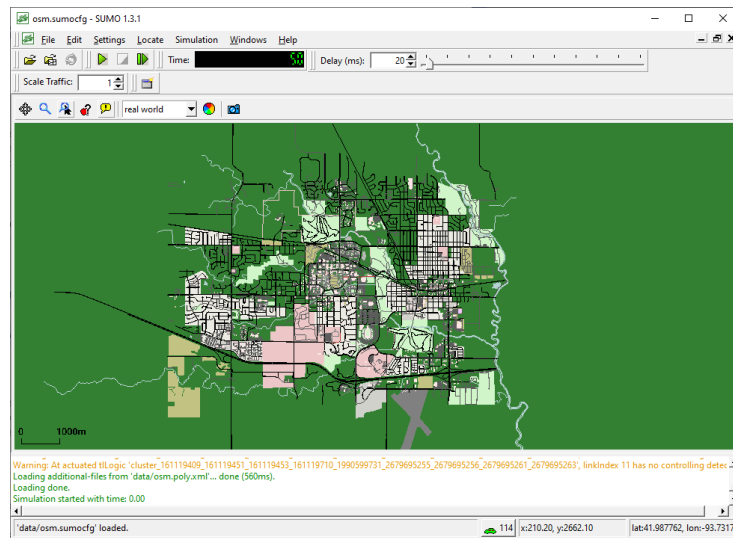 osm.sumocfg - SUMO 1.3.1
File Edit Settings Locate Simulation Windows Help
Time: Delay (ms): 20
Scale Traffic: 1
real world
0 1000m
Warning: At actuated tlLogic 'cluster_161119409_161119451_161119453_161119710_1990599731_2679695255_2679695256_2679695261_2679695263', linkIndex 11 has no controlling detec
Loading additional-files from 'data/osm.poly.xml'... done (560ms).
Loading done.
Simulation started with time: 0.00
'data/osm.sumocfg' loaded. 114 x:210.20, y:2662.10 lat:41.987762, lon:-93.7317